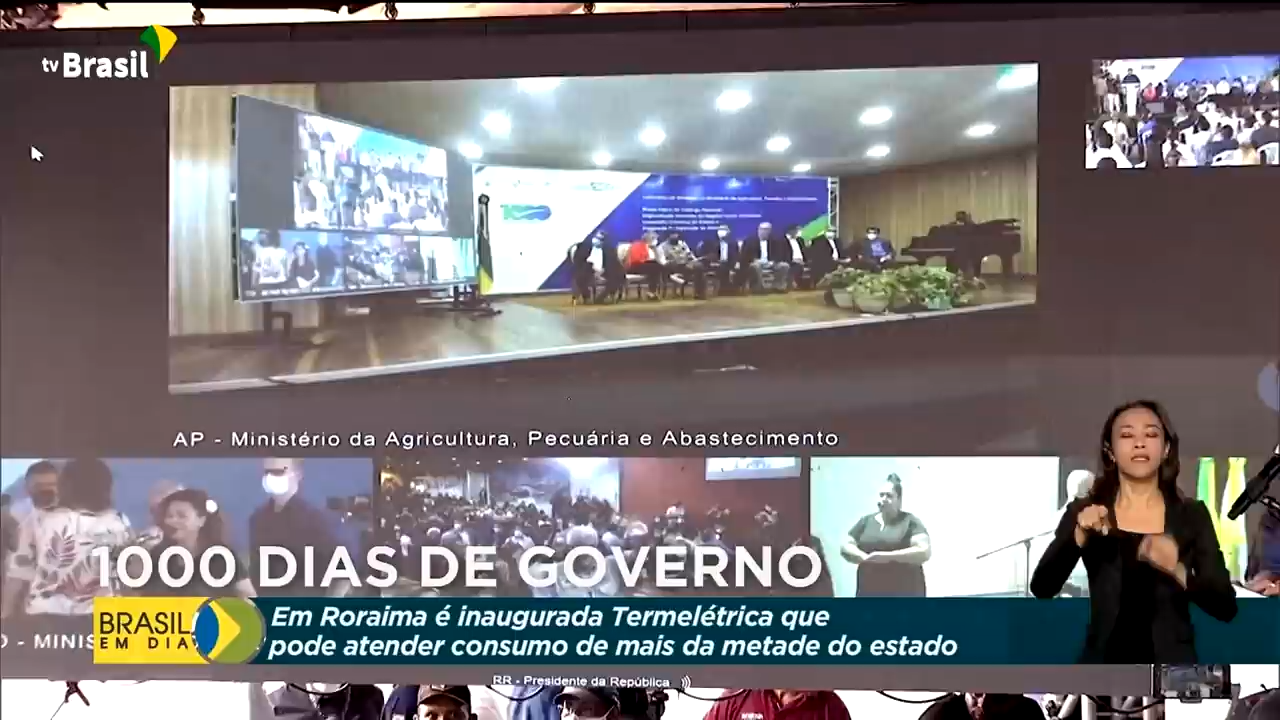 tv Brasil
AP - Ministério da Agricultura, Pecuária e Abastecimento
1000 DIAS DE GOVERNO
BRASIL
EM DIA
Em Roraima é inaugurada Termelétrica que
pode atender consumo de mais da metade do estado
- MINIS
RR - Presidente da República